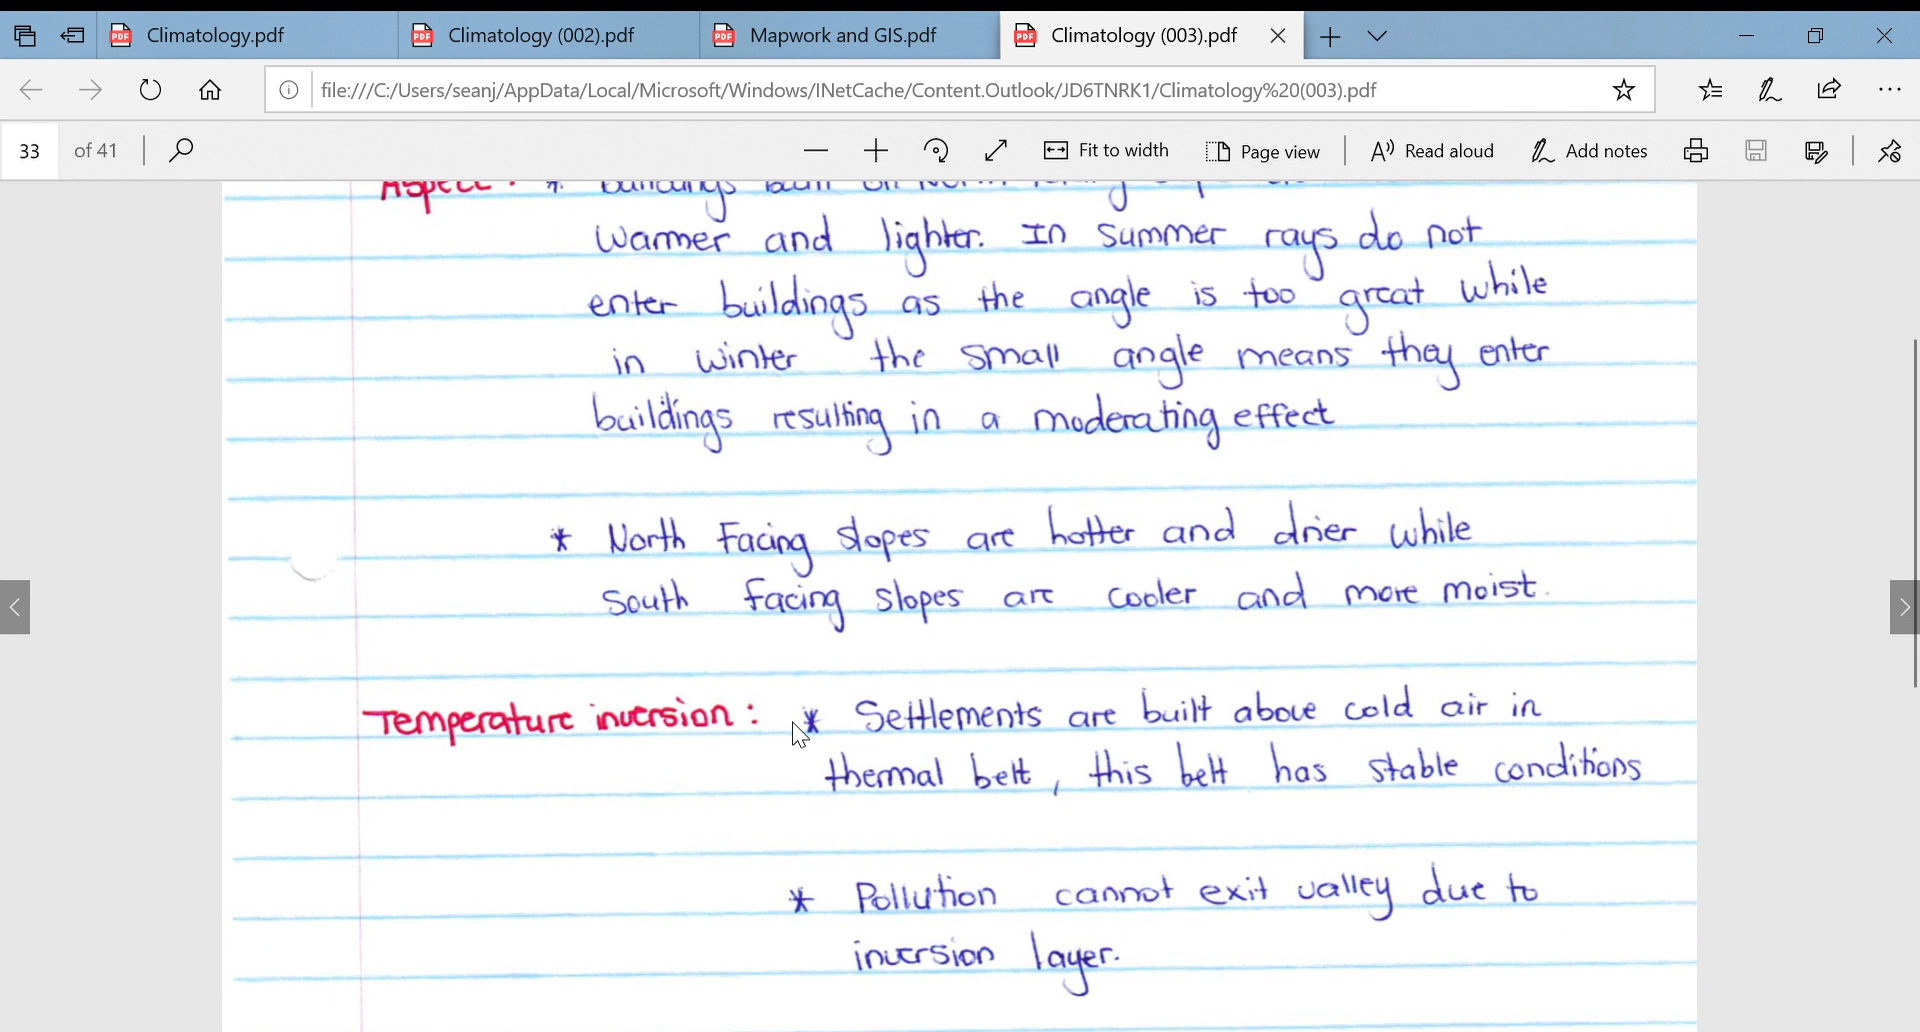 Climatology.pdf
Climatology (002).pdf
Mapwork and GIS.pdf
Climatology (003).pdf
file:///C:/Users/seanj/AppData/Local/Microsoft/Windows/INetCache/Content.Outlook/JD6TNRK1/Climatology%20(003).pdf
33 of 41
Fit to width
Page view
Read aloud
Add notes
Aspect : * Buildings built on North
warmer and lighter. In summer rays do not
enter buildings as the angle is too great while
in winter the small angle means they enter
buildings resulting in a moderating effect
* North Facing slopes are hotter and drier while
South facing slopes are cooler and more moist.
Temperature inversion : * Settlements are built above cold air in
thermal belt, this belt has stable conditions
* Pollution cannot exit valley due to
inversion layer.